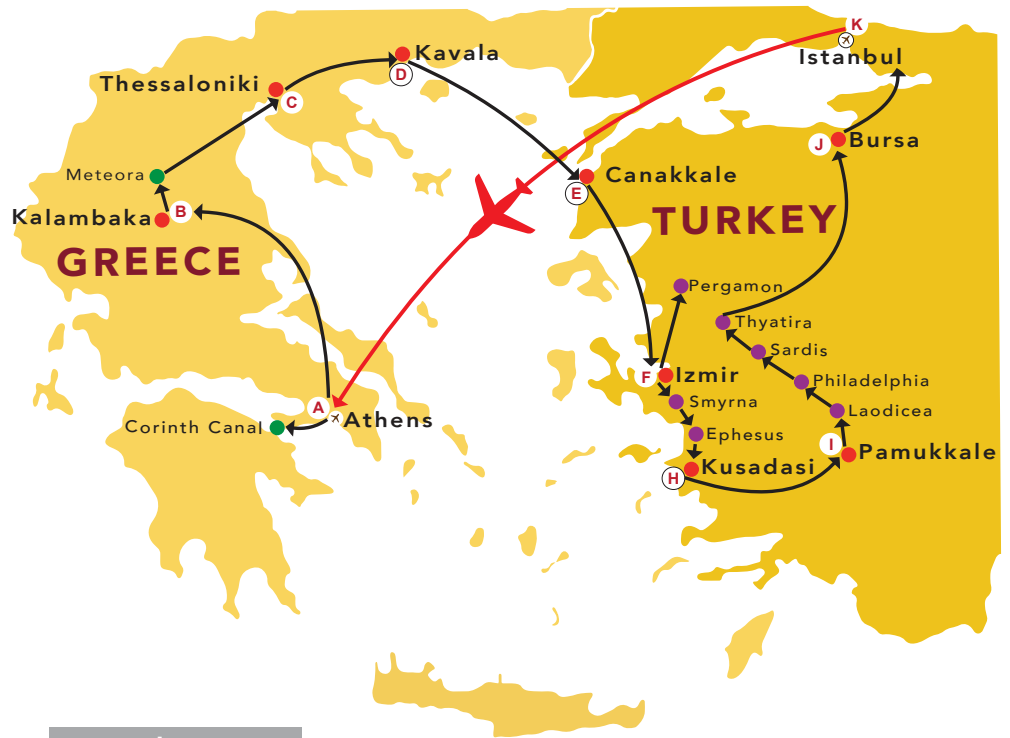 K
Istanbul
Kavala
D
Thessaloniki
C
J
Bursa
Meteora
Canakkale
E
Kalambaka
B
TURKEY
GREECE
Pergamon
Thyatira
Sardis
F
Izmir
Philadelphia
Smyrna
A
Athens
Laodicea
Corinth Canal
Ephesus
I
Pamukkale
Kusadasi
H